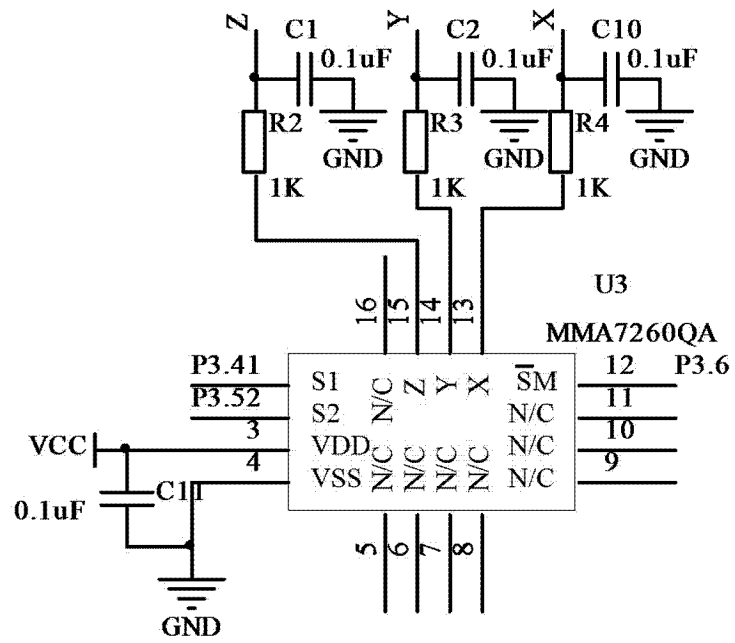 Z C1 Y C2 X C10
0.1uF 0.1uF 0.1uF
R2 R3 R4
GND GND GND
1K 1K 1K
U3
16 15 14 13
MMA7260QA
P3.41 S1 N/C Z Y X S̅M 12 P3.6
P3.52 S2 N/C 11
3 VDD N/C 10
VCC
4 VSS N/C N/C N/C N/C N/C 9
C11
0.1uF
5 6 7 8
GND